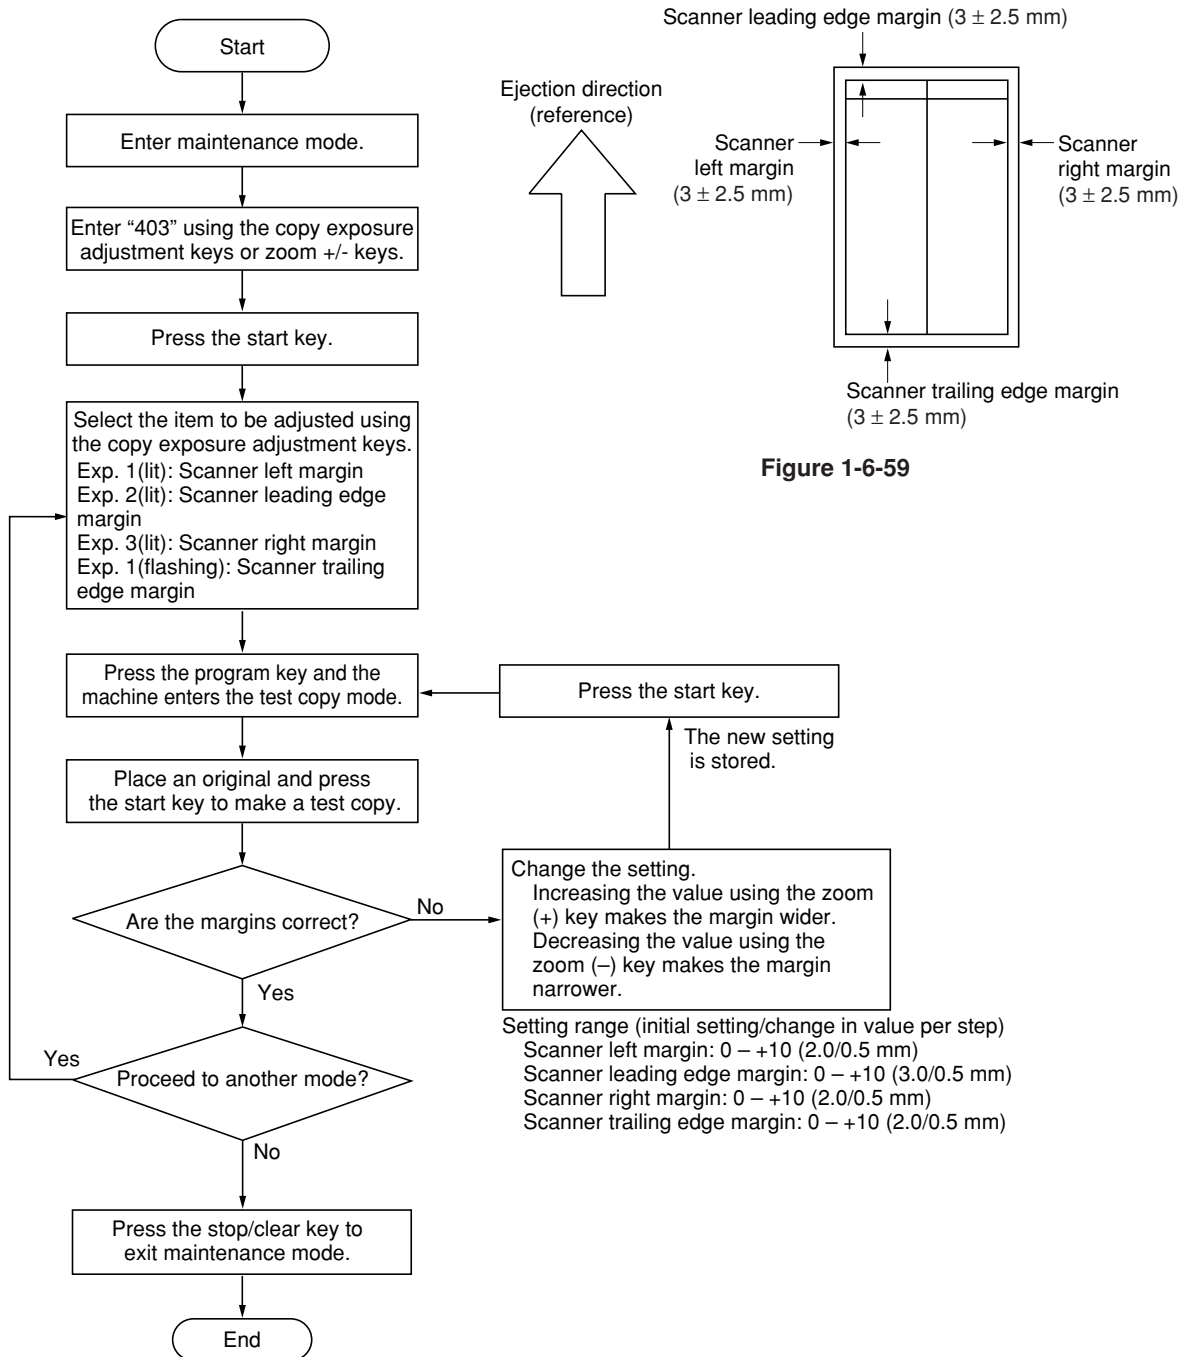 Start
Enter maintenance mode.
Enter “403” using the copy exposure
adjustment keys or zoom +/- keys.
Press the start key.
Select the item to be adjusted using
the copy exposure adjustment keys.
Exp. 1(lit): Scanner left margin
Exp. 2(lit): Scanner leading edge
margin
Exp. 3(lit): Scanner right margin
Exp. 1(flashing): Scanner trailing
edge margin
Press the program key and the
machine enters the test copy mode.
Place an original and press
the start key to make a test copy.
Are the margins correct?
No
Yes
Proceed to another mode?
Yes
No
Press the stop/clear key to
exit maintenance mode.
End
Press the start key.
The new setting
is stored.
Change the setting.
Increasing the value using the zoom
(+) key makes the margin wider.
Decreasing the value using the
zoom (–) key makes the margin
narrower.
Setting range (initial setting/change in value per step)
Scanner left margin: 0 – +10 (2.0/0.5 mm)
Scanner leading edge margin: 0 – +10 (3.0/0.5 mm)
Scanner right margin: 0 – +10 (2.0/0.5 mm)
Scanner trailing edge margin: 0 – +10 (2.0/0.5 mm)
Scanner leading edge margin (3 ± 2.5 mm)
Ejection direction
(reference)
Scanner
left margin
(3 ± 2.5 mm)
Scanner
right margin
(3 ± 2.5 mm)
Scanner trailing edge margin
(3 ± 2.5 mm)
Figure 1-6-59